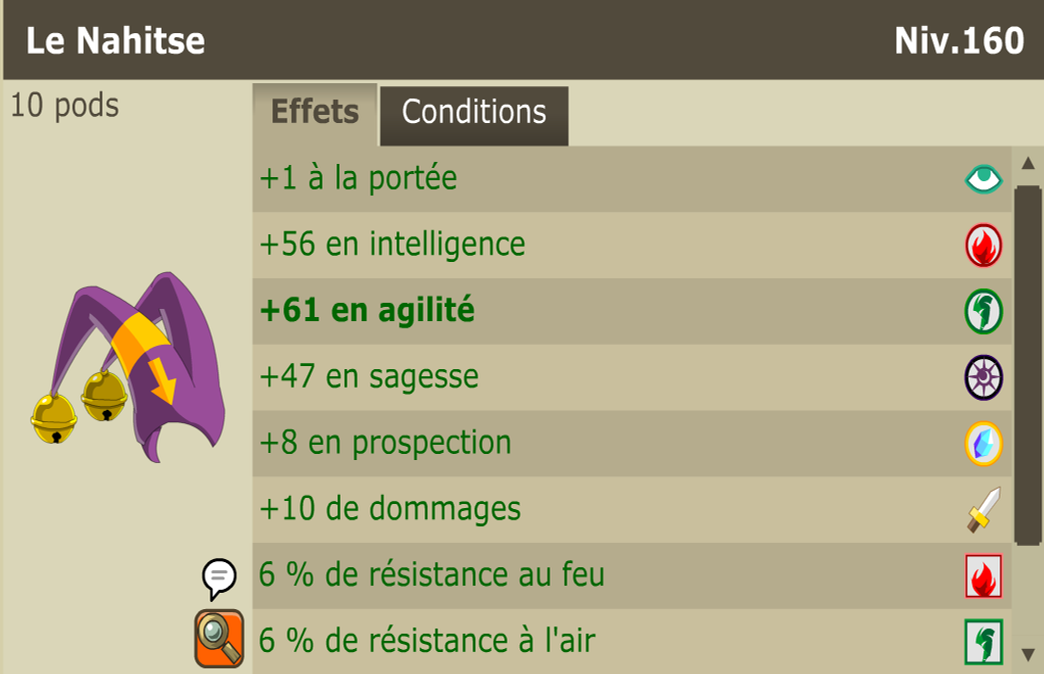 Le Nahitse
Niv.160
10 pods
Effets
Conditions
+1 à la portée
+56 en intelligence
+61 en agilité
+47 en sagesse
+8 en prospection
+10 de dommages
6 % de résistance au feu
6 % de résistance à l'air